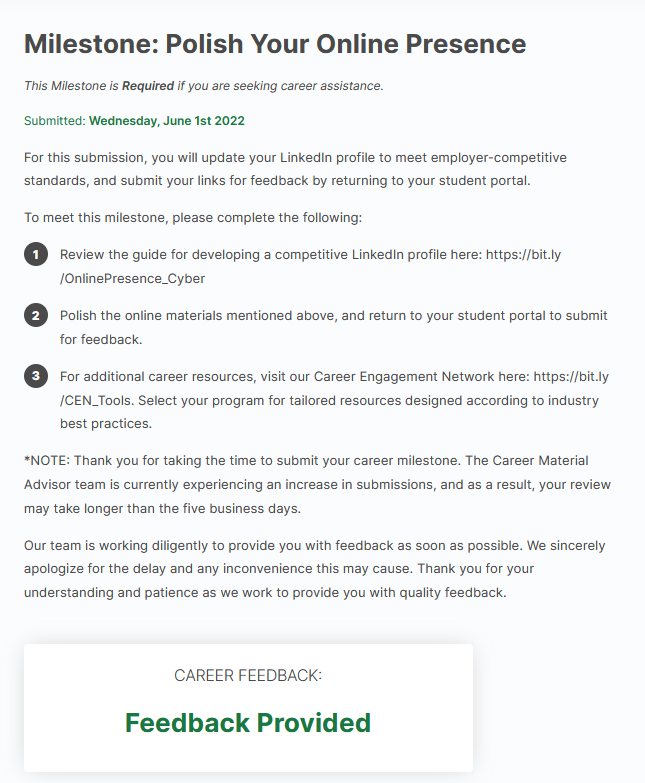 Milestone: Polish Your Online Presence
This Milestone is Required if you are seeking career assistance.
Submitted: Wednesday, June 1st 2022
For this submission, you will update your LinkedIn profile to meet employer-competitive
standards, and submit your links for feedback by returning to your student portal.
To meet this milestone, please complete the following:
1 Review the guide for developing a competitive LinkedIn profile here: https://bit.ly
/OnlinePresence_Cyber
2 Polish the online materials mentioned above, and return to your student portal to submit
for feedback.
3 For additional career resources, visit our Career Engagement Network here: https://bit.ly
/CEN_Tools. Select your program for tailored resources designed according to industry
best practices.
*NOTE: Thank you for taking the time to submit your career milestone. The Career Material
Advisor team is currently experiencing an increase in submissions, and as a result, your review
may take longer than the five business days.
Our team is working diligently to provide you with feedback as soon as possible. We sincerely
apologize for the delay and any inconvenience this may cause. Thank you for your
understanding and patience as we work to provide you with quality feedback.
CAREER FEEDBACK:
Feedback Provided